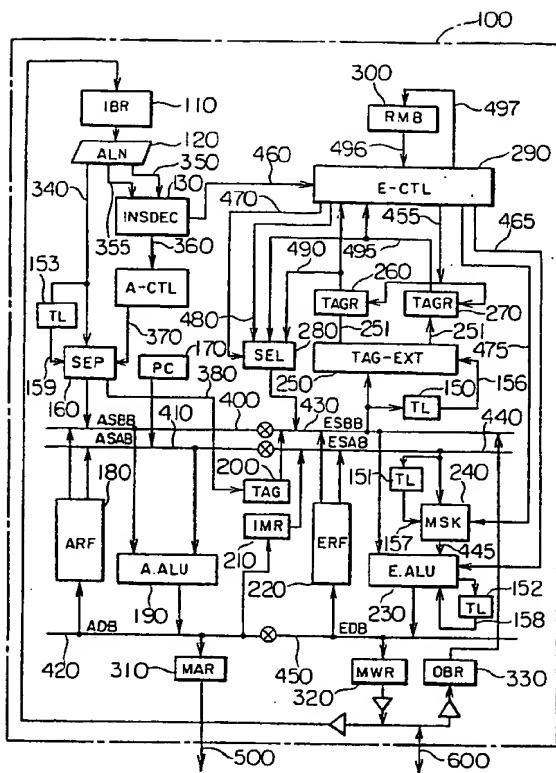 100
IBR
110
ALN
120
350
340
130
460
355
INSDEC
360
153
A-CTL
TL
370
159
SEP
160
PC
170
380
300
RMB
497
496
290
E-CTL
470
455
465
490
495
260
480
TAGR
280
TAGR
270
251
251
SEL
TAG-EXT
475
250
150
156
TL
ASBB
400
430
ESBB
440
ASAB
410
ESAB
200
TAG
151
TL
240
180
210
IMR
157
MSK
445
ARF
ERF
A.ALU
E.ALU
152
220
TL
190
230
158
ADB
EDB
420
310
MAR
450
320
MWR
OBR
330
500
600